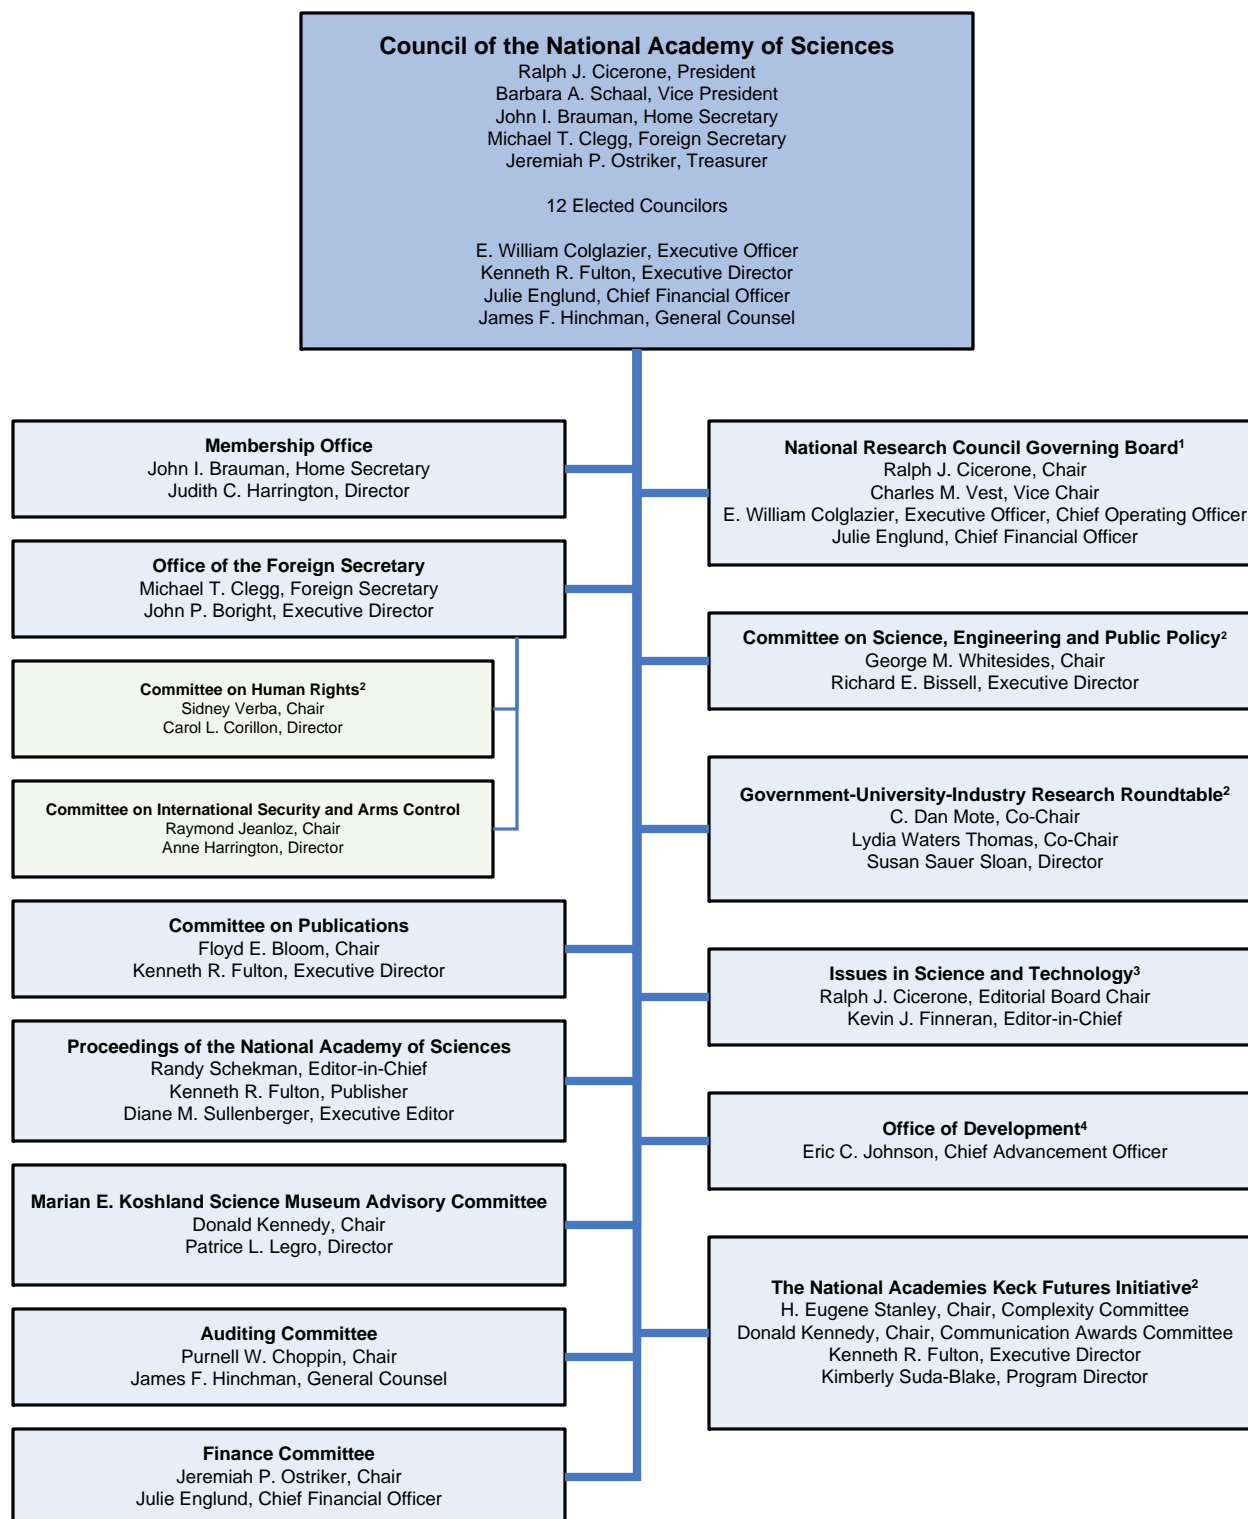 Council of the National Academy of Sciences
Ralph J. Cicerone, President
Barbara A. Schaal, Vice President
John I. Brauman, Home Secretary
Michael T. Clegg, Foreign Secretary
Jeremiah P. Ostriker, Treasurer
12 Elected Councilors
E. William Colglazier, Executive Officer
Kenneth R. Fulton, Executive Director
Julie Englund, Chief Financial Officer
James F. Hinchman, General Counsel
Membership Office
John I. Brauman, Home Secretary
Judith C. Harrington, Director
Office of the Foreign Secretary
Michael T. Clegg, Foreign Secretary
John P. Boright, Executive Director
Committee on Human Rights²
Sidney Verba, Chair
Carol L. Corillon, Director
Committee on International Security and Arms Control
Raymond Jeanloz, Chair
Anne Harrington, Director
Committee on Publications
Floyd E. Bloom, Chair
Kenneth R. Fulton, Executive Director
Proceedings of the National Academy of Sciences
Randy Schekman, Editor-in-Chief
Kenneth R. Fulton, Publisher
Diane M. Sullenberger, Executive Editor
Marian E. Koshland Science Museum Advisory Committee
Donald Kennedy, Chair
Patrice L. Legro, Director
Auditing Committee
Purnell W. Choppin, Chair
James F. Hinchman, General Counsel
Finance Committee
Jeremiah P. Ostriker, Chair
Julie Englund, Chief Financial Officer
National Research Council Governing Board¹
Ralph J. Cicerone, Chair
Charles M. Vest, Vice Chair
E. William Colglazier, Executive Officer, Chief Operating Officer
Julie Englund, Chief Financial Officer
Committee on Science, Engineering and Public Policy²
George M. Whitesides, Chair
Richard E. Bissell, Executive Director
Government-University-Industry Research Roundtable²
C. Dan Mote, Co-Chair
Lydia Waters Thomas, Co-Chair
Susan Sauer Sloan, Director
Issues in Science and Technology³
Ralph J. Cicerone, Editorial Board Chair
Kevin J. Finneran, Editor-in-Chief
Office of Development⁴
Eric C. Johnson, Chief Advancement Officer
The National Academies Keck Futures Initiative²
H. Eugene Stanley, Chair, Complexity Committee
Donald Kennedy, Chair, Communication Awards Committee
Kenneth R. Fulton, Executive Director
Kimberly Suda-Blake, Program Director